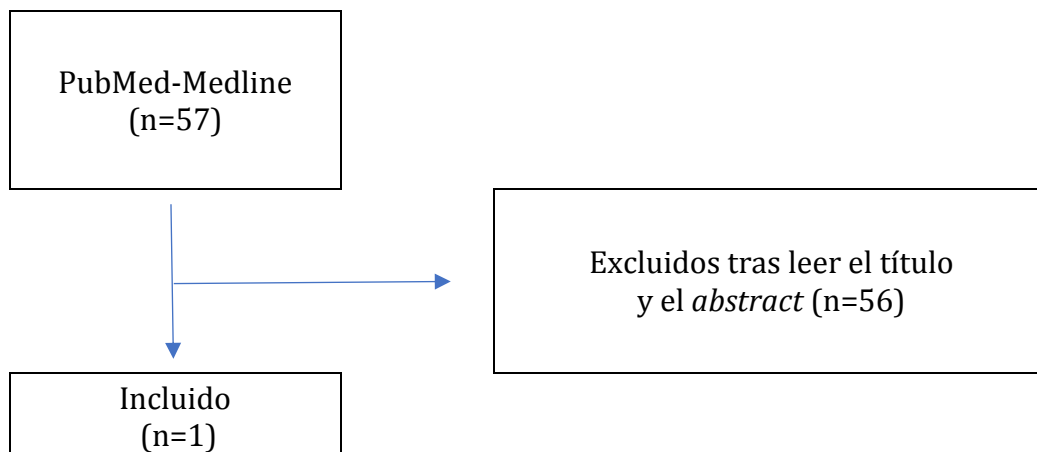 PubMed-Medline
(n=57)
Excluidos tras leer el título
y el abstract (n=56)
Incluido
(n=1)